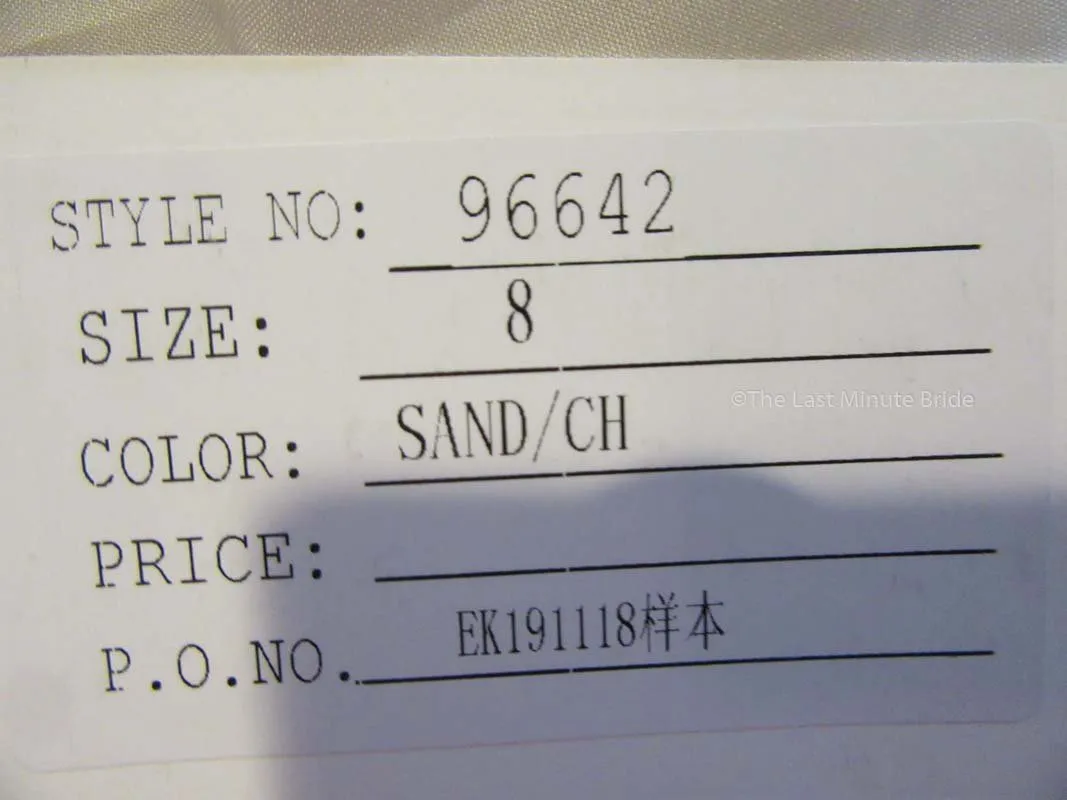 STYLE NO: 96642
SIZE: 8
©The Last Minute Bride
COLOR: SAND/CH
PRICE:
P.O.NO. EK191118样本